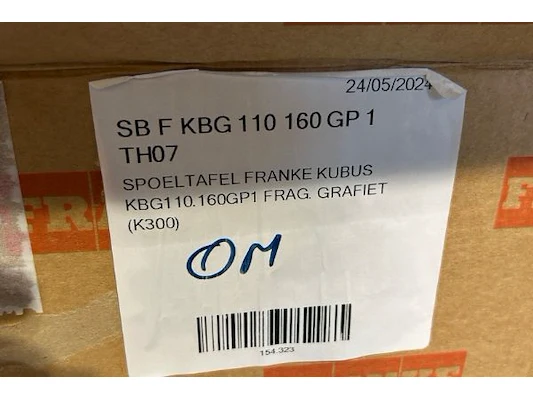 24/05/2024
SB F KBG 110 160 GP 1
TH07
SPOELTAFEL FRANKE KUBUS
KBG110.160GP1 FRAG. GRAFIET
(K300)
OM
154.323